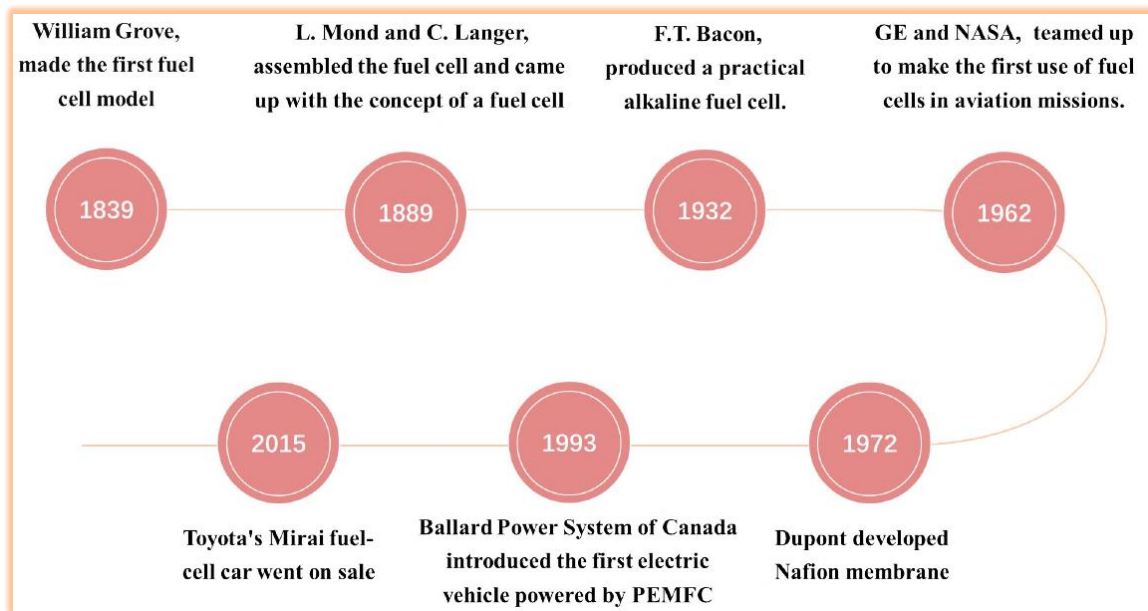 William Grove,
made the first fuel
cell model
L. Mond and C. Langer,
assembled the fuel cell and came
up with the concept of a fuel cell
F.T. Bacon,
produced a practical
alkaline fuel cell.
GE and NASA, teamed up
to make the first use of fuel
cells in aviation missions.
1839
1889
1932
1962
2015
1993
1972
Toyota's Mirai fuel-
cell car went on sale
Ballard Power System of Canada
introduced the first electric
vehicle powered by PEMFC
Dupont developed
Nafion membrane